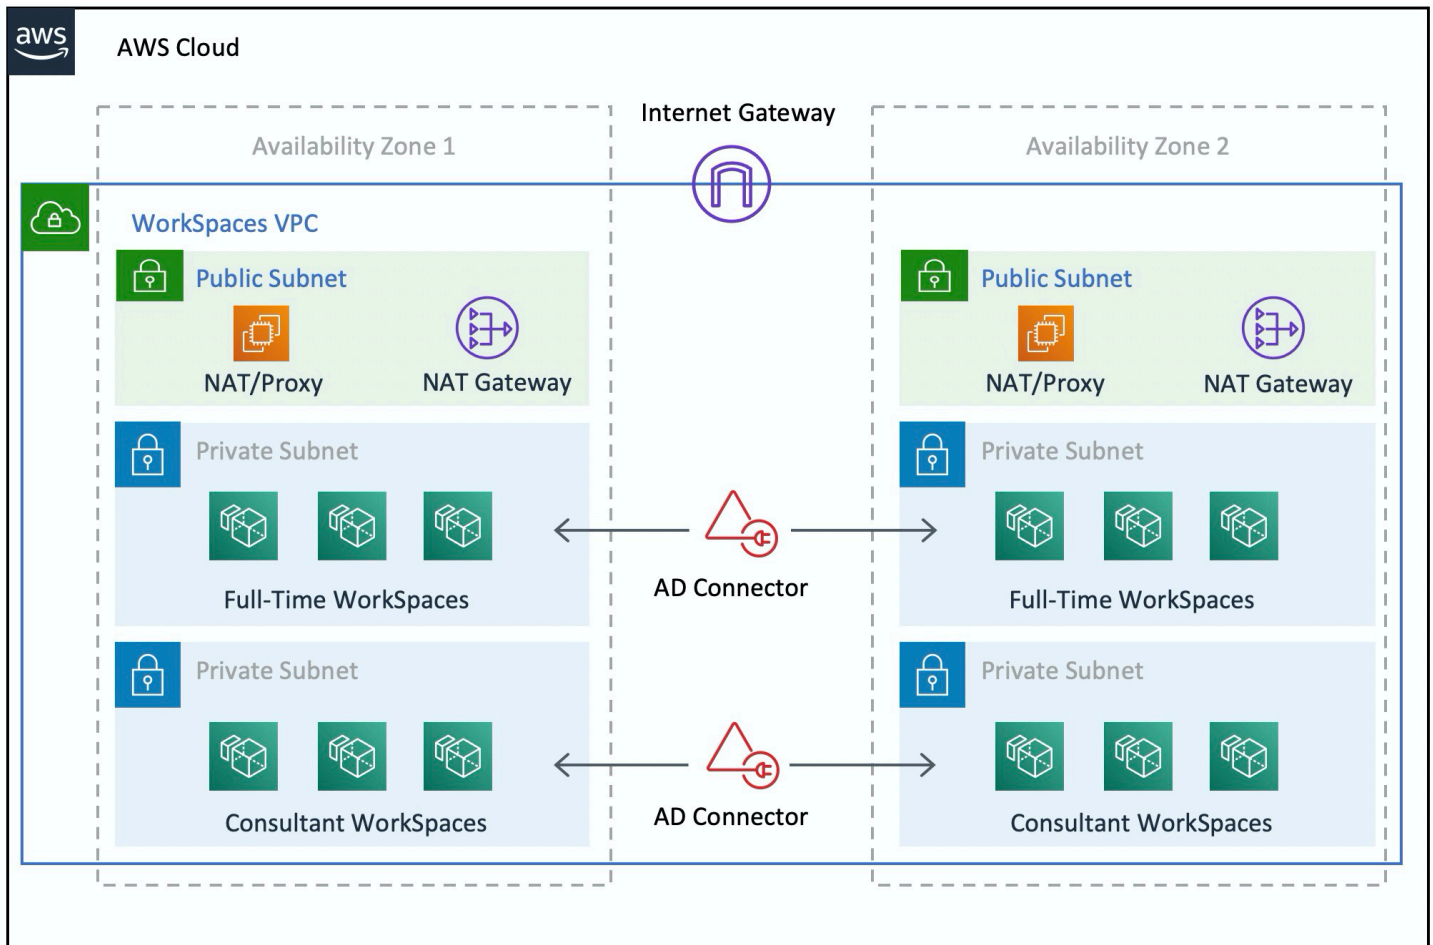 aws
AWS Cloud
Internet Gateway
Availability Zone 1
Availability Zone 2
WorkSpaces VPC
Public Subnet
NAT/Proxy
NAT Gateway
Public Subnet
NAT/Proxy
NAT Gateway
Private Subnet
Full-Time WorkSpaces
AD Connector
Private Subnet
Full-Time WorkSpaces
Private Subnet
Consultant WorkSpaces
AD Connector
Private Subnet
Consultant WorkSpaces